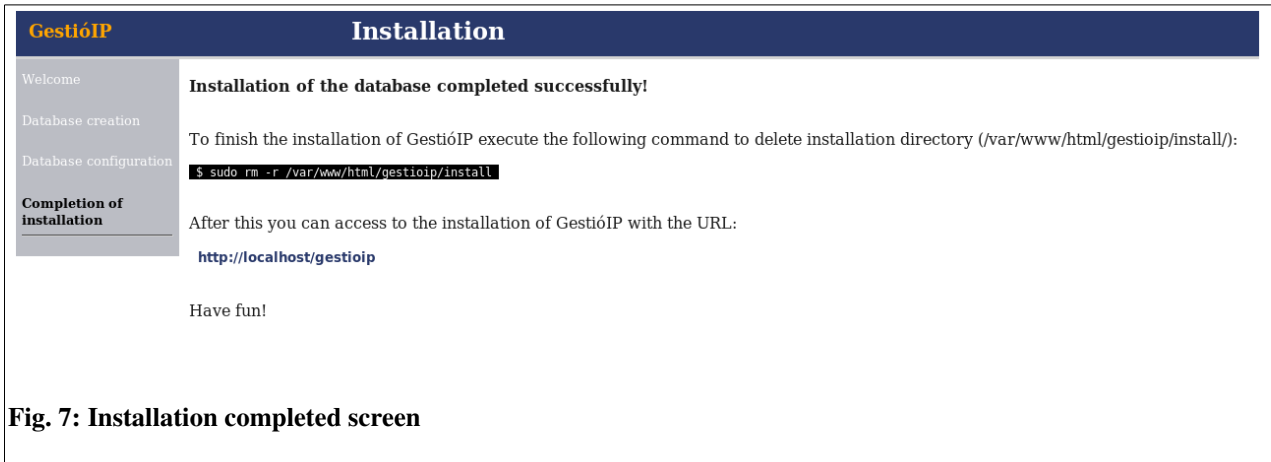 GestióIP
Installation
Welcome
Database creation
Database configuration
Completion of
installation
Installation of the database completed successfully!
To finish the installation of GestióIP execute the following command to delete installation directory (/var/www/html/gestioip/install/):
$ sudo rm -r /var/www/html/gestioip/install
After this you can access to the installation of GestióIP with the URL:
http://localhost/gestioip
Have fun!
Fig. 7: Installation completed screen